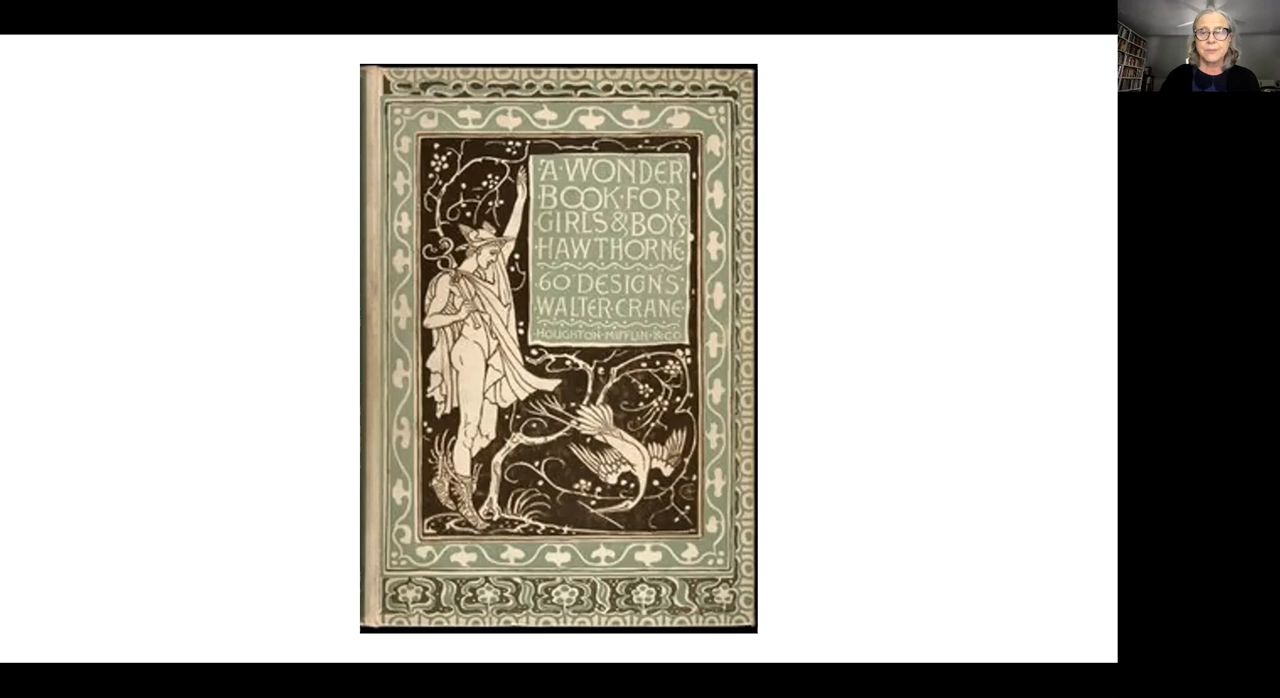 A·WONDER
BOOK·FOR·
GIRLS·&·BOYS
·HAWTHORNE
·60·DESIGNS·
WALTER·CRANE·
·HOUGHTON·MIFFLIN·&·CO·